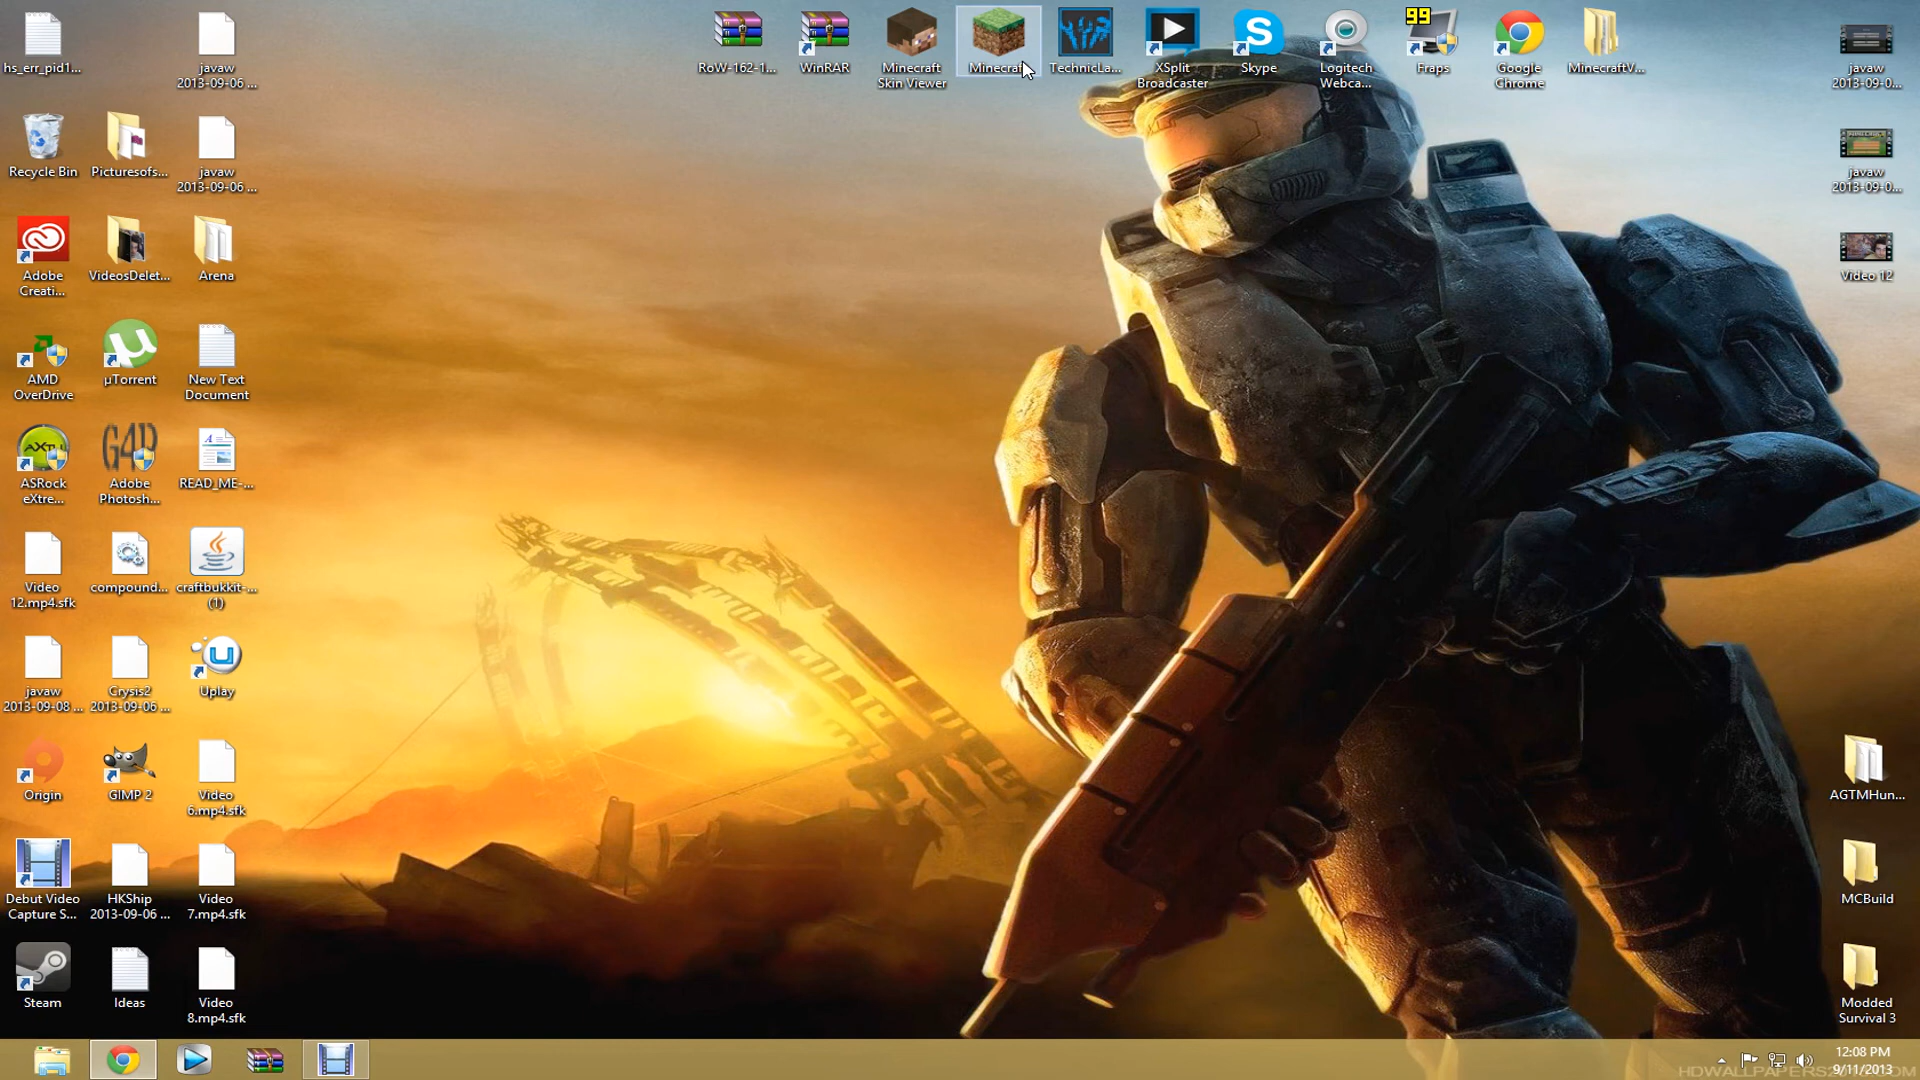 hs_err_pid1...
javaw
2013-09-06 ...
RoW-162-1...
WinRAR
Minecraft
Skin Viewer
Minecraft
TechnicLa...
XSplit
Broadcaster
Skype
Logitech
Webca...
99
Fraps
Google
Chrome
MinecraftV...
javaw
2013-09-0...
Recycle Bin
Picturesofs...
javaw
2013-09-06 ...
javaw
2013-09-0...
Adobe
Creati...
VideosDelet...
Arena
Video 12
AMD
OverDrive
µTorrent
New Text
Document
ASRock
eXtre...
G4P
Adobe
Photosh...
READ_ME-...
Video
12.mp4.sfk
compound...
craftbukkit-...
(1)
javaw
2013-09-08 ...
Crysis2
2013-09-06 ...
Uplay
Origin
GIMP 2
Video
6.mp4.sfk
AGTMHun...
Debut Video
Capture S...
HKShip
2013-09-06 ...
Video
7.mp4.sfk
MCBuild
Steam
Ideas
Video
8.mp4.sfk
Modded
Survival 3
12:08 PM
9/11/2013